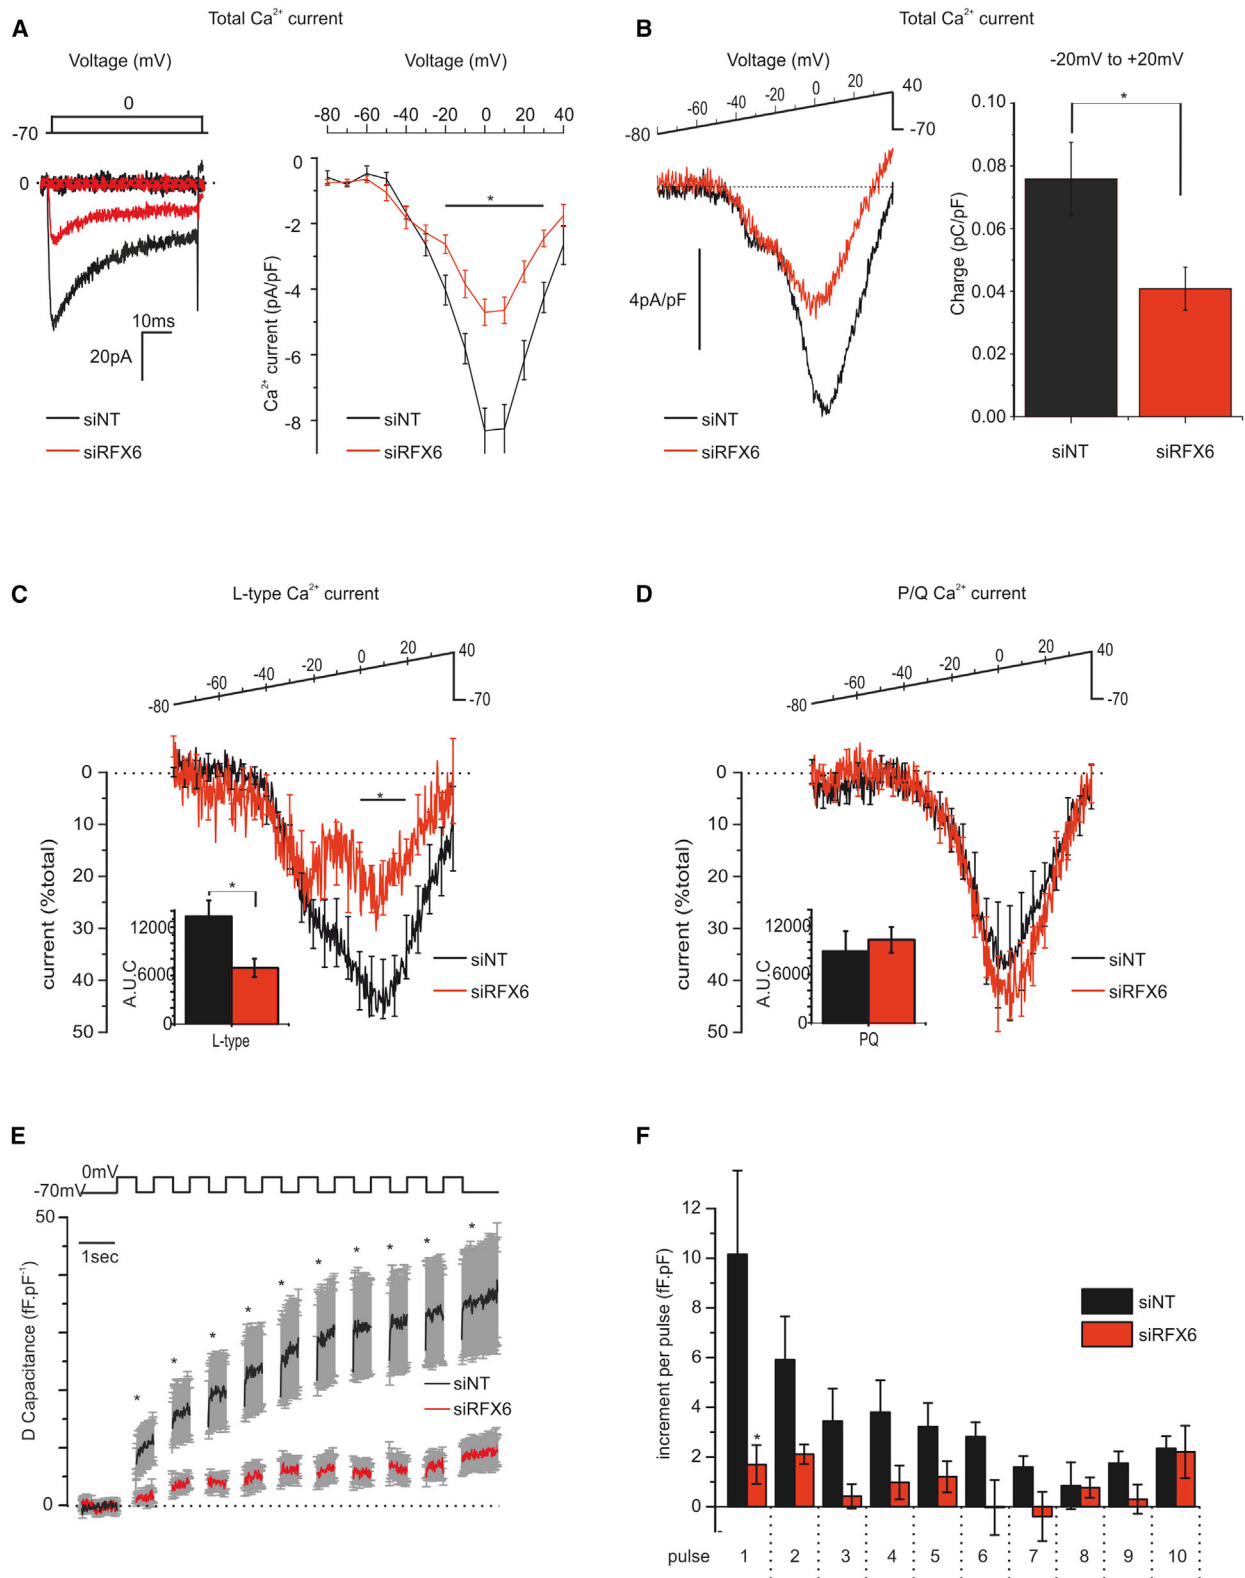 A
Total Ca²⁺ current
Voltage (mV)
0
-70
0
10ms
20pA
siNT
siRFX6
Voltage (mV)
-80 -60 -40 -20 0 20 40
0
-2
-4
-6
-8
Ca²⁺ current (pA/pF)
*
siNT
siRFX6
B
Total Ca²⁺ current
Voltage (mV)
-80 -60 -40 -20 0 20 40
-70
4pA/pF
siNT
siRFX6
-20mV to +20mV
*
0.10
0.08
0.06
0.04
0.02
0.00
Charge (pC/pF)
siNT siRFX6
C
L-type Ca²⁺ current
-80 -60 -40 -20 0 20 40
-70
0
10
20
30
40
50
current (%total)
*
*
12000
6000
0
A.U.C
L-type
siNT
siRFX6
D
P/Q Ca²⁺ current
-80 -60 -40 -20 0 20 40
-70
0
10
20
30
40
50
current (%total)
12000
6000
0
A.U.C
PQ
siNT
siRFX6
E
0mV
-70mV
50
1sec
0
D Capacitance (fF.pF⁻¹)
* * * * * * * * * *
siNT
siRFX6
F
12
10
8
6
4
2
0
-
increment per pulse (fF.pF)
*
siNT
siRFX6
pulse 1 2 3 4 5 6 7 8 9 10